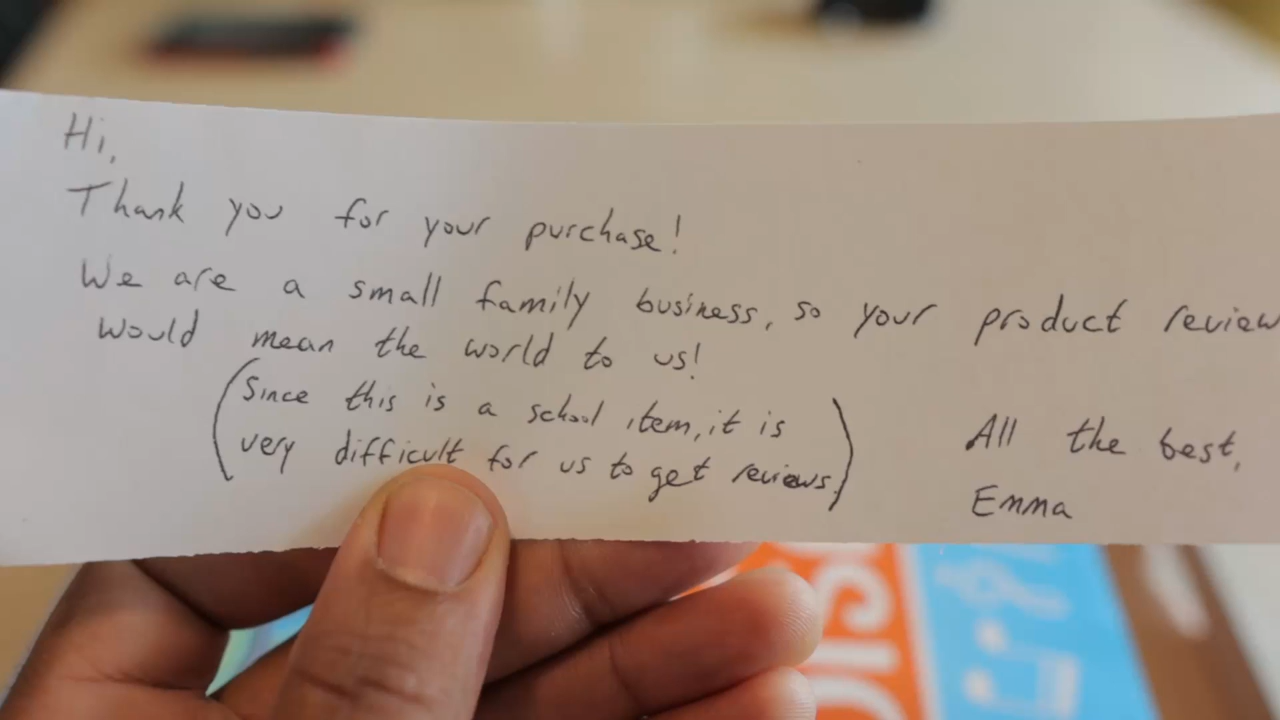 Hi,
Thank you for your purchase!
We are a small family business, so your product review
would mean the world to us!
(Since this is a school item, it is
very difficult for us to get reviews.)
All the best,
Emma